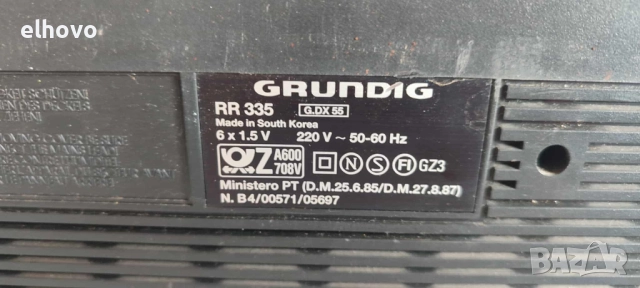 elhovo
GRUNDIG
RR 335 G.DX 55
Made in South Korea
6 x 1.5 V 220 V ~ 50-60 Hz
Z A600 708V N S FI GZ3
Ministero PT (D.M.25.6.85/D.M.27.8.87)
N. B4/00571/05697
BAZAR